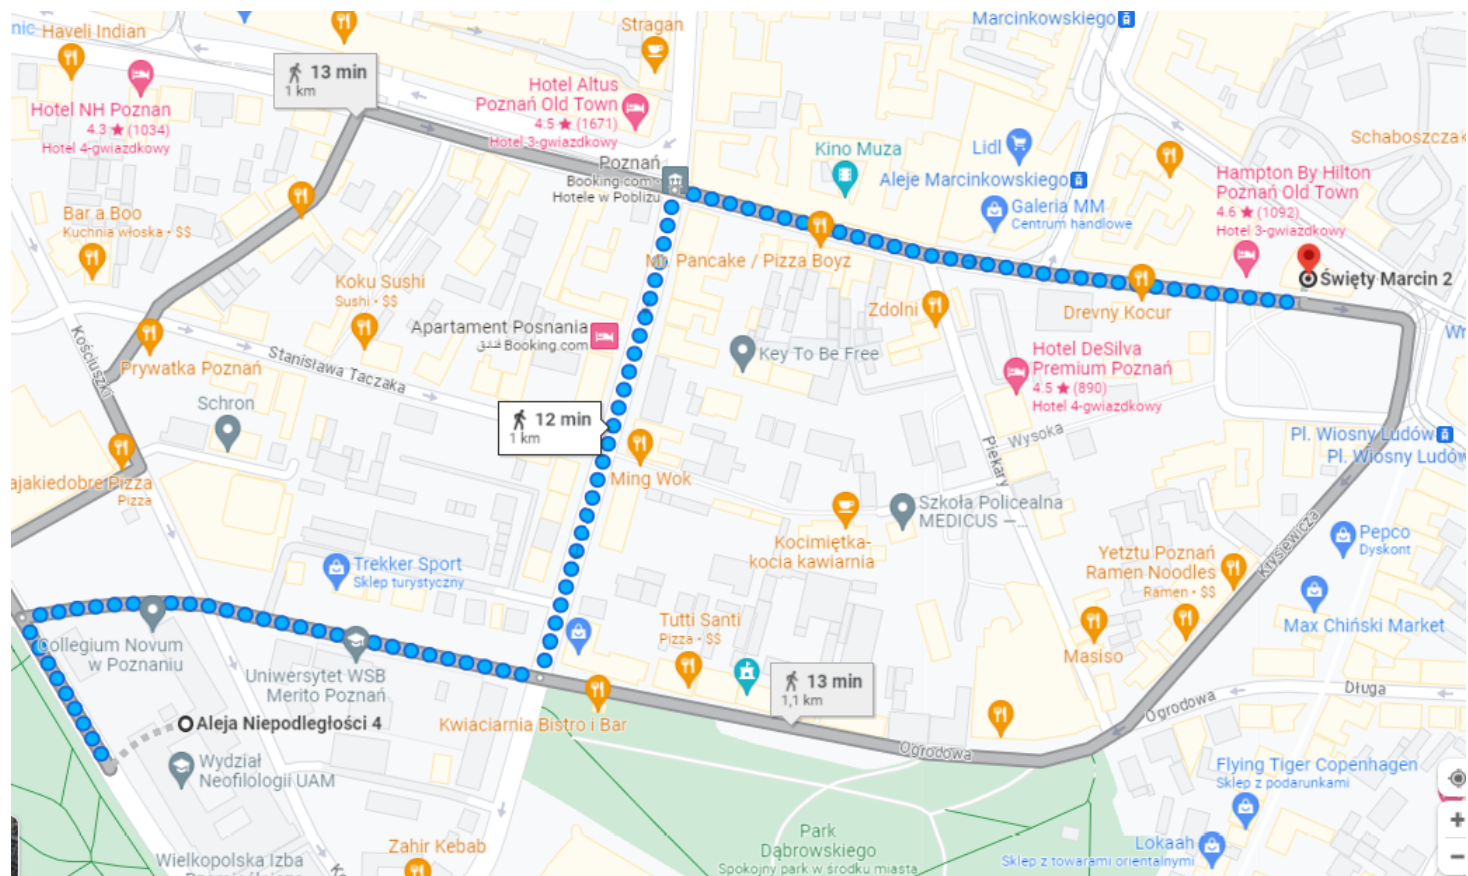 nic
Haveli Indian
Stragan
Marcinkowskiego
13 min
1 km
Hotel NH Poznan
4.3 ★ (1034)
Hotel 4-gwiazdkowy
Hotel Altus
Poznań Old Town
4.5 ★ (1671)
Hotel 3-gwiazdkowy
Kino Muza
Lidl
Schaboszczak
Poznań
Booking.com -
Hotele w Pobliżu
Aleje Marcinkowskiego
Hampton By Hilton
Poznań Old Town
4.6 ★ (1092)
Hotel 3-gwiazdkowy
Galeria MM
Centrum handlowe
Bar a Boo
Kuchnia włoska • $$
Mr Pancake / Pizza Boyz
Święty Marcin 2
Koku Sushi
Sushi • $$
Zdolni
Drevny Kocur
Apartament Posnania
فندق Booking.com
Kościuszki
Prywatka Poznań
Stanisława Taczaka
Key To Be Free
Hotel DeSilva
Premium Poznań
4.5 ★ (890)
Hotel 4-gwiazdkowy
Schron
12 min
1 km
Wysoka
Piekary
Pl. Wiosny Ludów
Pl. Wiosny Ludów
ajakiedobre Pizza
Pizza
Ming Wok
Szkoła Policealna
MEDICUS –...
Kocimiętka-
kocia kawiarnia
Krysiewicza
Pepco
Dyskont
Trekker Sport
Sklep turystyczny
Yetztu Poznań
Ramen Noodles
Ramen • $$
Max Chiński Market
Collegium Novum
w Poznaniu
Tutti Santi
Pizza • $$
Masiso
Uniwersytet WSB
Merito Poznań
13 min
1,1 km
Długa
Ogrodowa
Aleja Niepodległości 4
Kwiaciarnia Bistro i Bar
Ogrodowa
Wydział
Neofilologii UAM
Flying Tiger Copenhagen
Sklep z podarunkami
Park
Dąbrowskiego
Spokojny park w środku miasta
Zahir Kebab
Lokaah
Sklep z towarami orientalnymi
Wielkopolska Izba